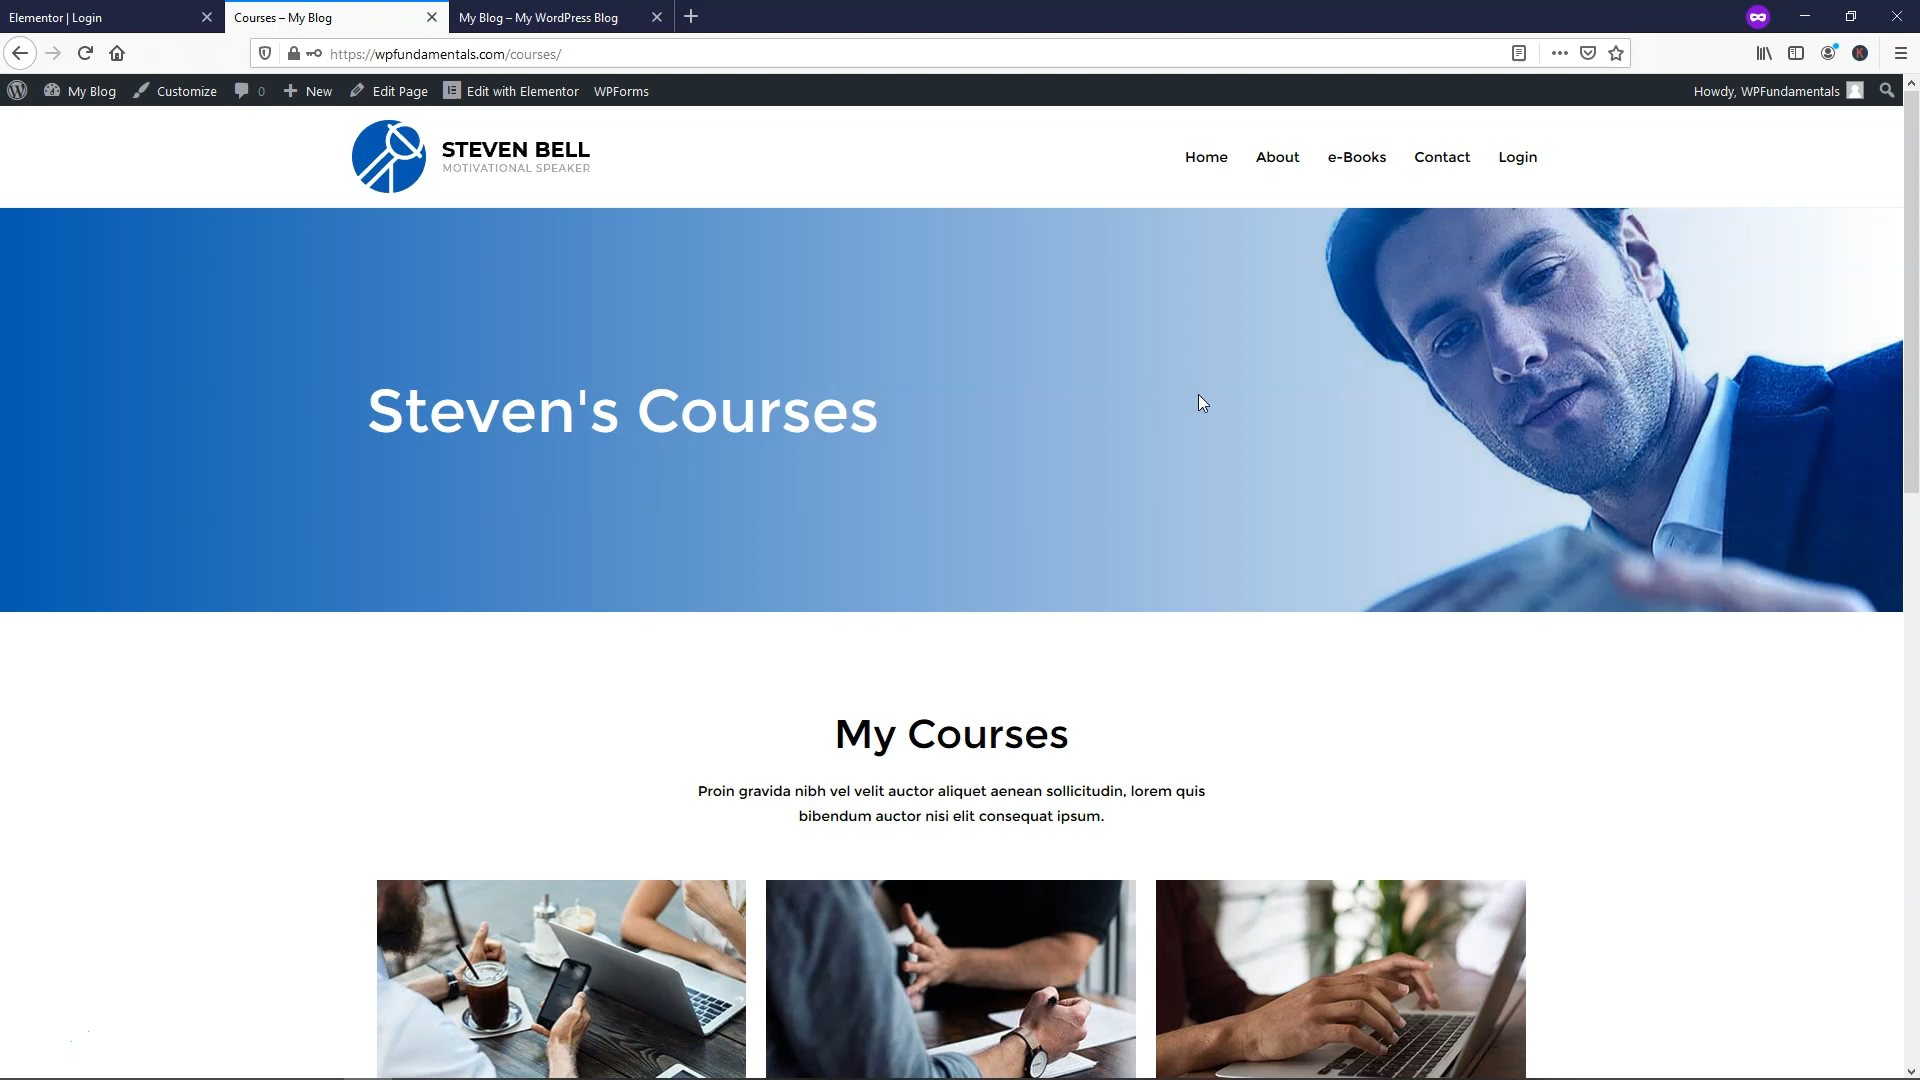 Elementor | Login
Courses – My Blog
My Blog – My WordPress Blog
https://wpfundamentals.com/courses/
K
My Blog
Customize
0
New
Edit Page
Edit with Elementor
WPForms
Howdy, WPFundamentals
STEVEN BELL
MOTIVATIONAL SPEAKER
Home
About
e-Books
Contact
Login
Steven's Courses
My Courses
Proin gravida nibh vel velit auctor aliquet aenean sollicitudin, lorem quis
bibendum auctor nisi elit consequat ipsum.